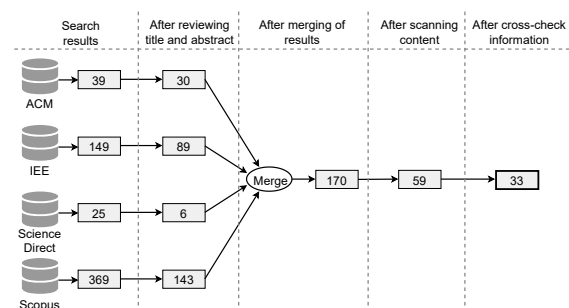 Search
results
After reviewing
title and abstract
After merging of
results
After scanning
content
After cross-check
information
39
30
ACM
149
89
IEE
Merge
170
59
33
25
6
Science
Direct
369
143
Scopus